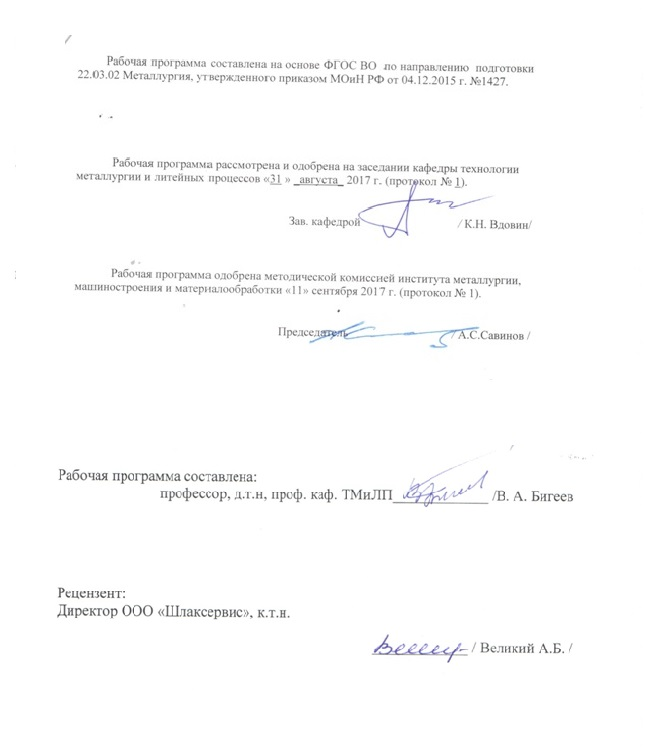 Рабочая программа составлена на основе ФГОС ВО по направлению подготовки
22.03.02 Металлургия, утвержденного приказом МОиН РФ от 04.12.2015 г. №1427.
Рабочая программа рассмотрена и одобрена на заседании кафедры технологии
металлургии и литейных процессов «31 » _августа_ 2017 г. (протокол № 1).
Зав. кафедрой / К.Н. Вдовин/
Рабочая программа одобрена методической комиссией института металлургии,
машиностроения и материалообработки «11» сентября 2017 г. (протокол № 1).
Председатель / А.С.Савинов /
Рабочая программа составлена:
профессор, д.т.н, проф. каф. ТМиЛП____________ /В. А. Бигеев
Рецензент:
Директор ООО «Шлаксервис», к.т.н.
____________ / Великий А.Б. /